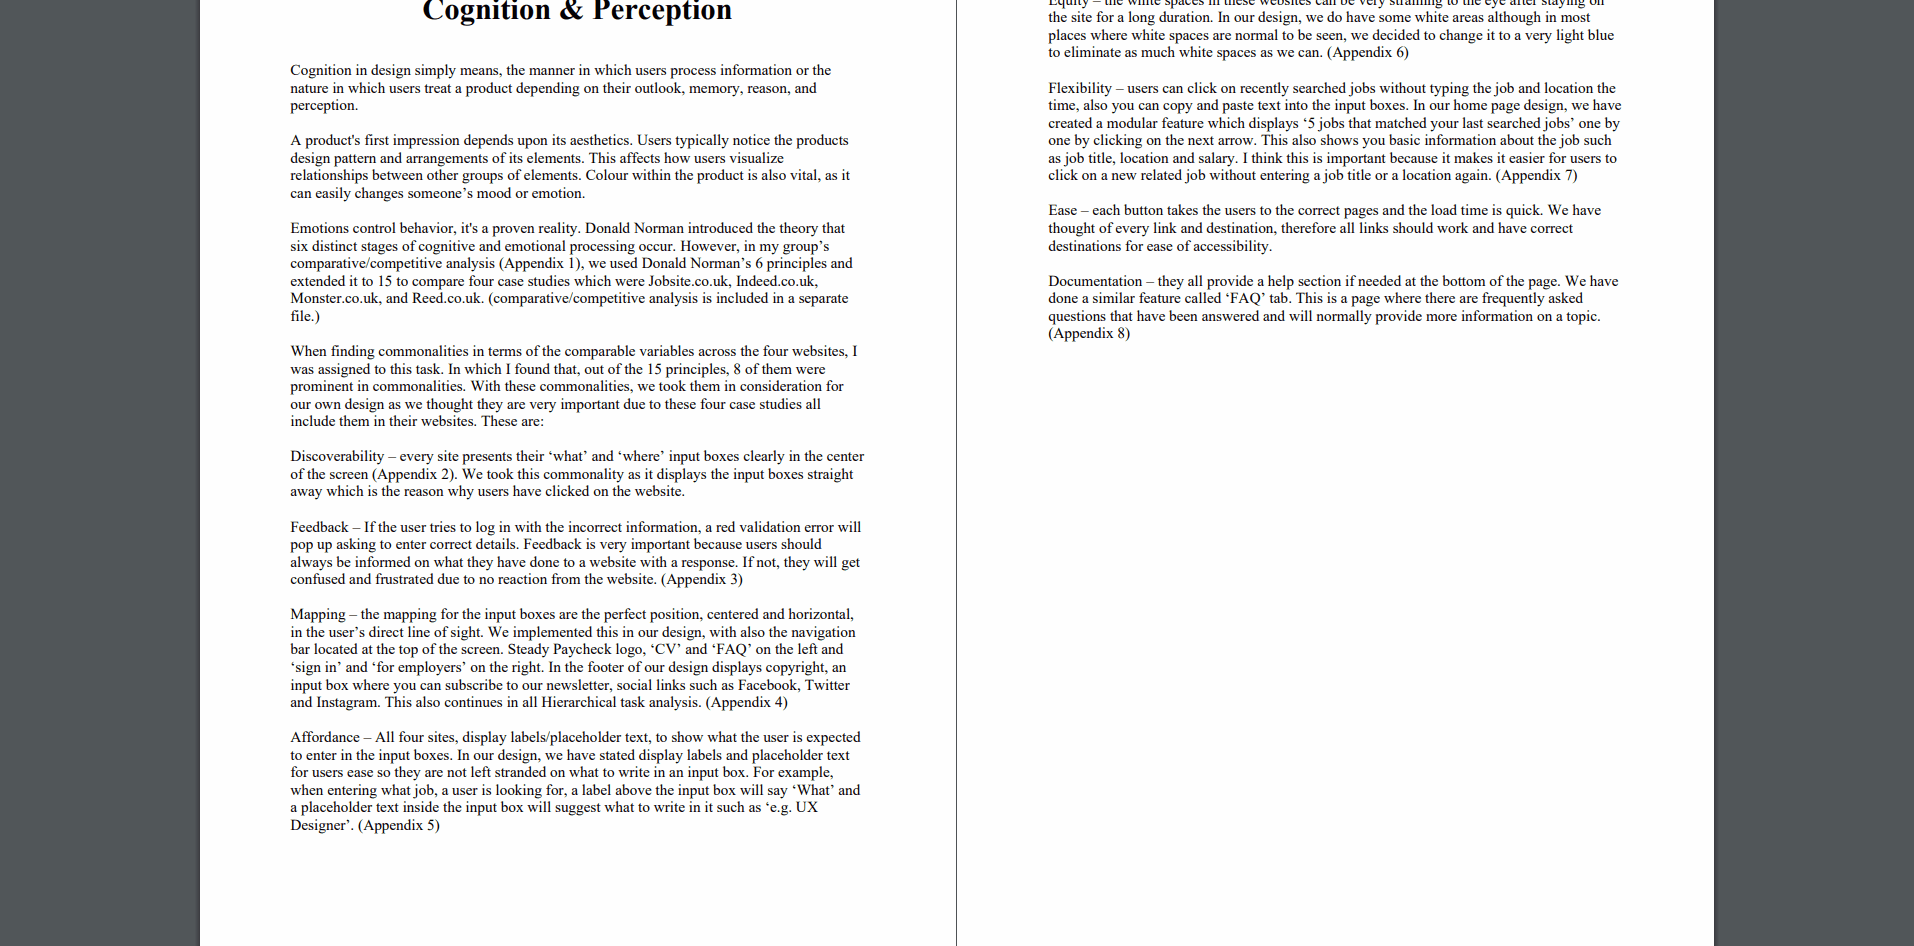 Cognition & Perception
Cognition in design simply means, the manner in which users process information or the
nature in which users treat a product depending on their outlook, memory, reason, and
perception.
A product's first impression depends upon its aesthetics. Users typically notice the products
design pattern and arrangements of its elements. This affects how users visualize
relationships between other groups of elements. Colour within the product is also vital, as it
can easily changes someone’s mood or emotion.
Emotions control behavior, it's a proven reality. Donald Norman introduced the theory that
six distinct stages of cognitive and emotional processing occur. However, in my group’s
comparative/competitive analysis (Appendix 1), we used Donald Norman’s 6 principles and
extended it to 15 to compare four case studies which were Jobsite.co.uk, Indeed.co.uk,
Monster.co.uk, and Reed.co.uk. (comparative/competitive analysis is included in a separate
file.)
When finding commonalities in terms of the comparable variables across the four websites, I
was assigned to this task. In which I found that, out of the 15 principles, 8 of them were
prominent in commonalities. With these commonalities, we took them in consideration for
our own design as we thought they are very important due to these four case studies all
include them in their websites. These are:
Discoverability – every site presents their ‘what’ and ‘where’ input boxes clearly in the center
of the screen (Appendix 2). We took this commonality as it displays the input boxes straight
away which is the reason why users have clicked on the website.
Feedback – If the user tries to log in with the incorrect information, a red validation error will
pop up asking to enter correct details. Feedback is very important because users should
always be informed on what they have done to a website with a response. If not, they will get
confused and frustrated due to no reaction from the website. (Appendix 3)
Mapping – the mapping for the input boxes are the perfect position, centered and horizontal,
in the user’s direct line of sight. We implemented this in our design, with also the navigation
bar located at the top of the screen. Steady Paycheck logo, ‘CV’ and ‘FAQ’ on the left and
‘sign in’ and ‘for employers’ on the right. In the footer of our design displays copyright, an
input box where you can subscribe to our newsletter, social links such as Facebook, Twitter
and Instagram. This also continues in all Hierarchical task analysis. (Appendix 4)
Affordance – All four sites, display labels/placeholder text, to show what the user is expected
to enter in the input boxes. In our design, we have stated display labels and placeholder text
for users ease so they are not left stranded on what to write in an input box. For example,
when entering what job, a user is looking for, a label above the input box will say ‘What’ and
a placeholder text inside the input box will suggest what to write in it such as ‘e.g. UX
Designer’. (Appendix 5)
Equity – the white spaces in these websites can be very straining to the eye after staying on
the site for a long duration. In our design, we do have some white areas although in most
places where white spaces are normal to be seen, we decided to change it to a very light blue
to eliminate as much white spaces as we can. (Appendix 6)
Flexibility – users can click on recently searched jobs without typing the job and location the
time, also you can copy and paste text into the input boxes. In our home page design, we have
created a modular feature which displays ‘5 jobs that matched your last searched jobs’ one by
one by clicking on the next arrow. This also shows you basic information about the job such
as job title, location and salary. I think this is important because it makes it easier for users to
click on a new related job without entering a job title or a location again. (Appendix 7)
Ease – each button takes the users to the correct pages and the load time is quick. We have
thought of every link and destination, therefore all links should work and have correct
destinations for ease of accessibility.
Documentation – they all provide a help section if needed at the bottom of the page. We have
done a similar feature called ‘FAQ’ tab. This is a page where there are frequently asked
questions that have been answered and will normally provide more information on a topic.
(Appendix 8)